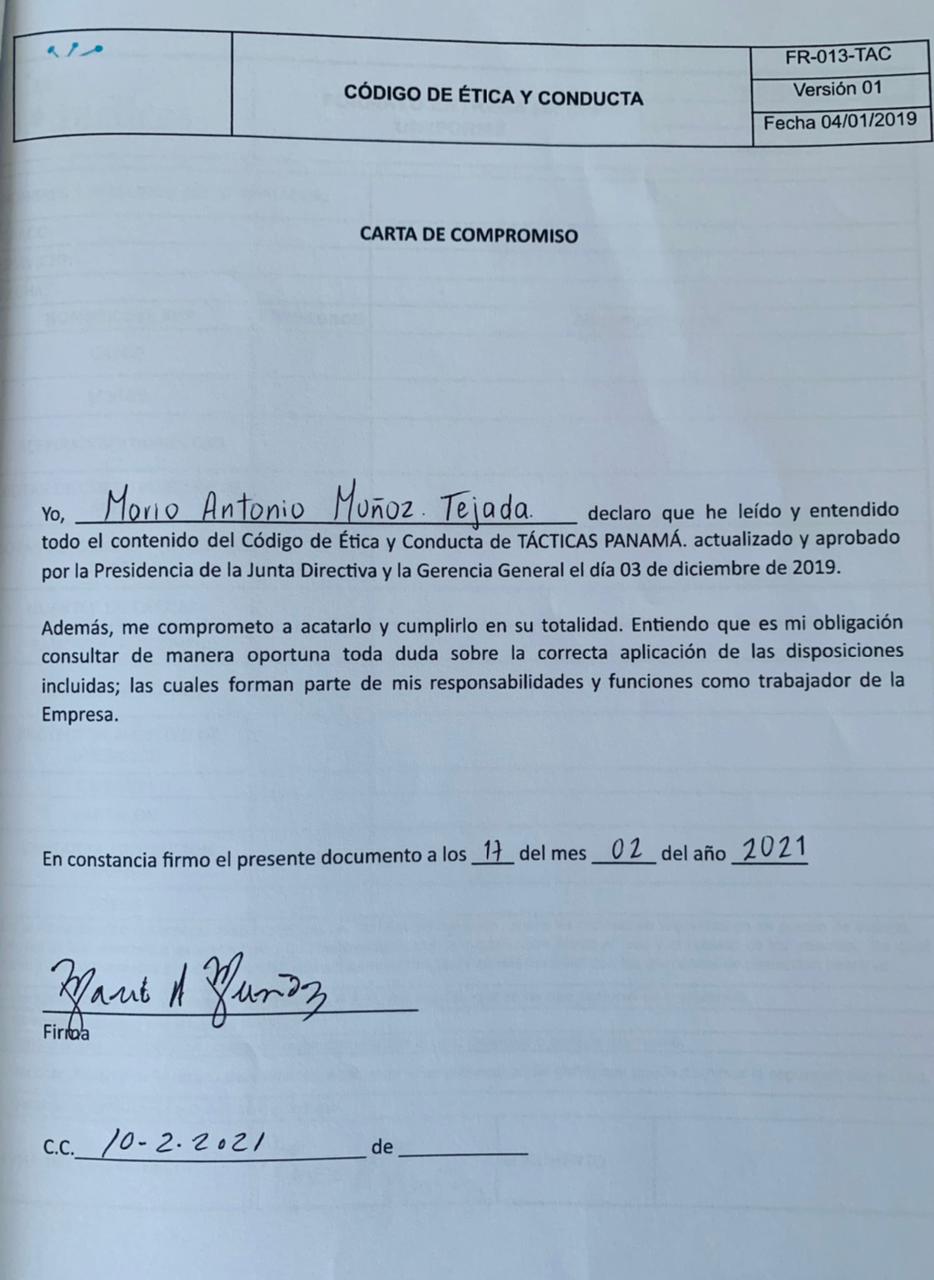 CÓDIGO DE ÉTICA Y CONDUCTA
FR-013-TAC
Versión 01
Fecha 04/01/2019
CARTA DE COMPROMISO
Yo, Mario Antonio Muñoz. Tejada. declaro que he leído y entendido
todo el contenido del Código de Ética y Conducta de TÁCTICAS PANAMÁ. actualizado y aprobado
por la Presidencia de la Junta Directiva y la Gerencia General el día 03 de diciembre de 2019.
Además, me comprometo a acatarlo y cumplirlo en su totalidad. Entiendo que es mi obligación
consultar de manera oportuna toda duda sobre la correcta aplicación de las disposiciones
incluidas; las cuales forman parte de mis responsabilidades y funciones como trabajador de la
Empresa.
En constancia firmo el presente documento a los 17 del mes 02 del año 2021
A Muñoz
Firma
C.C. 10-2.2021 de